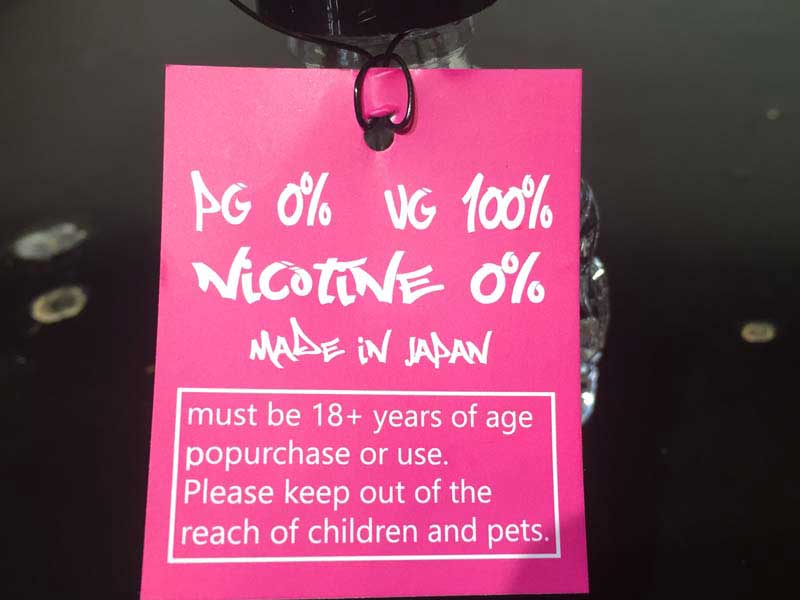 PG 0% VG 100%
NiCOTiNE 0%
MADE iN JAPAN
must be 18+ years of age
popurchase or use.
Please keep out of the
reach of children and pets.